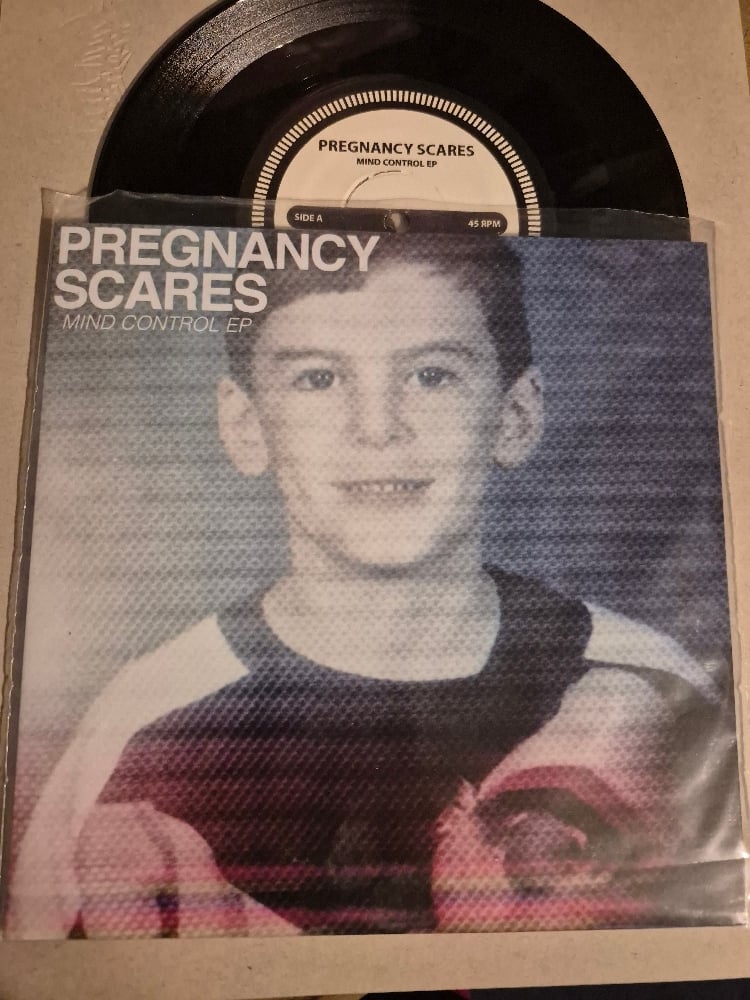 PREGNANCY SCARES
MIND CONTROL EP
SIDE A
45 RPM
PREGNANCY
SCARES
MIND CONTROL EP